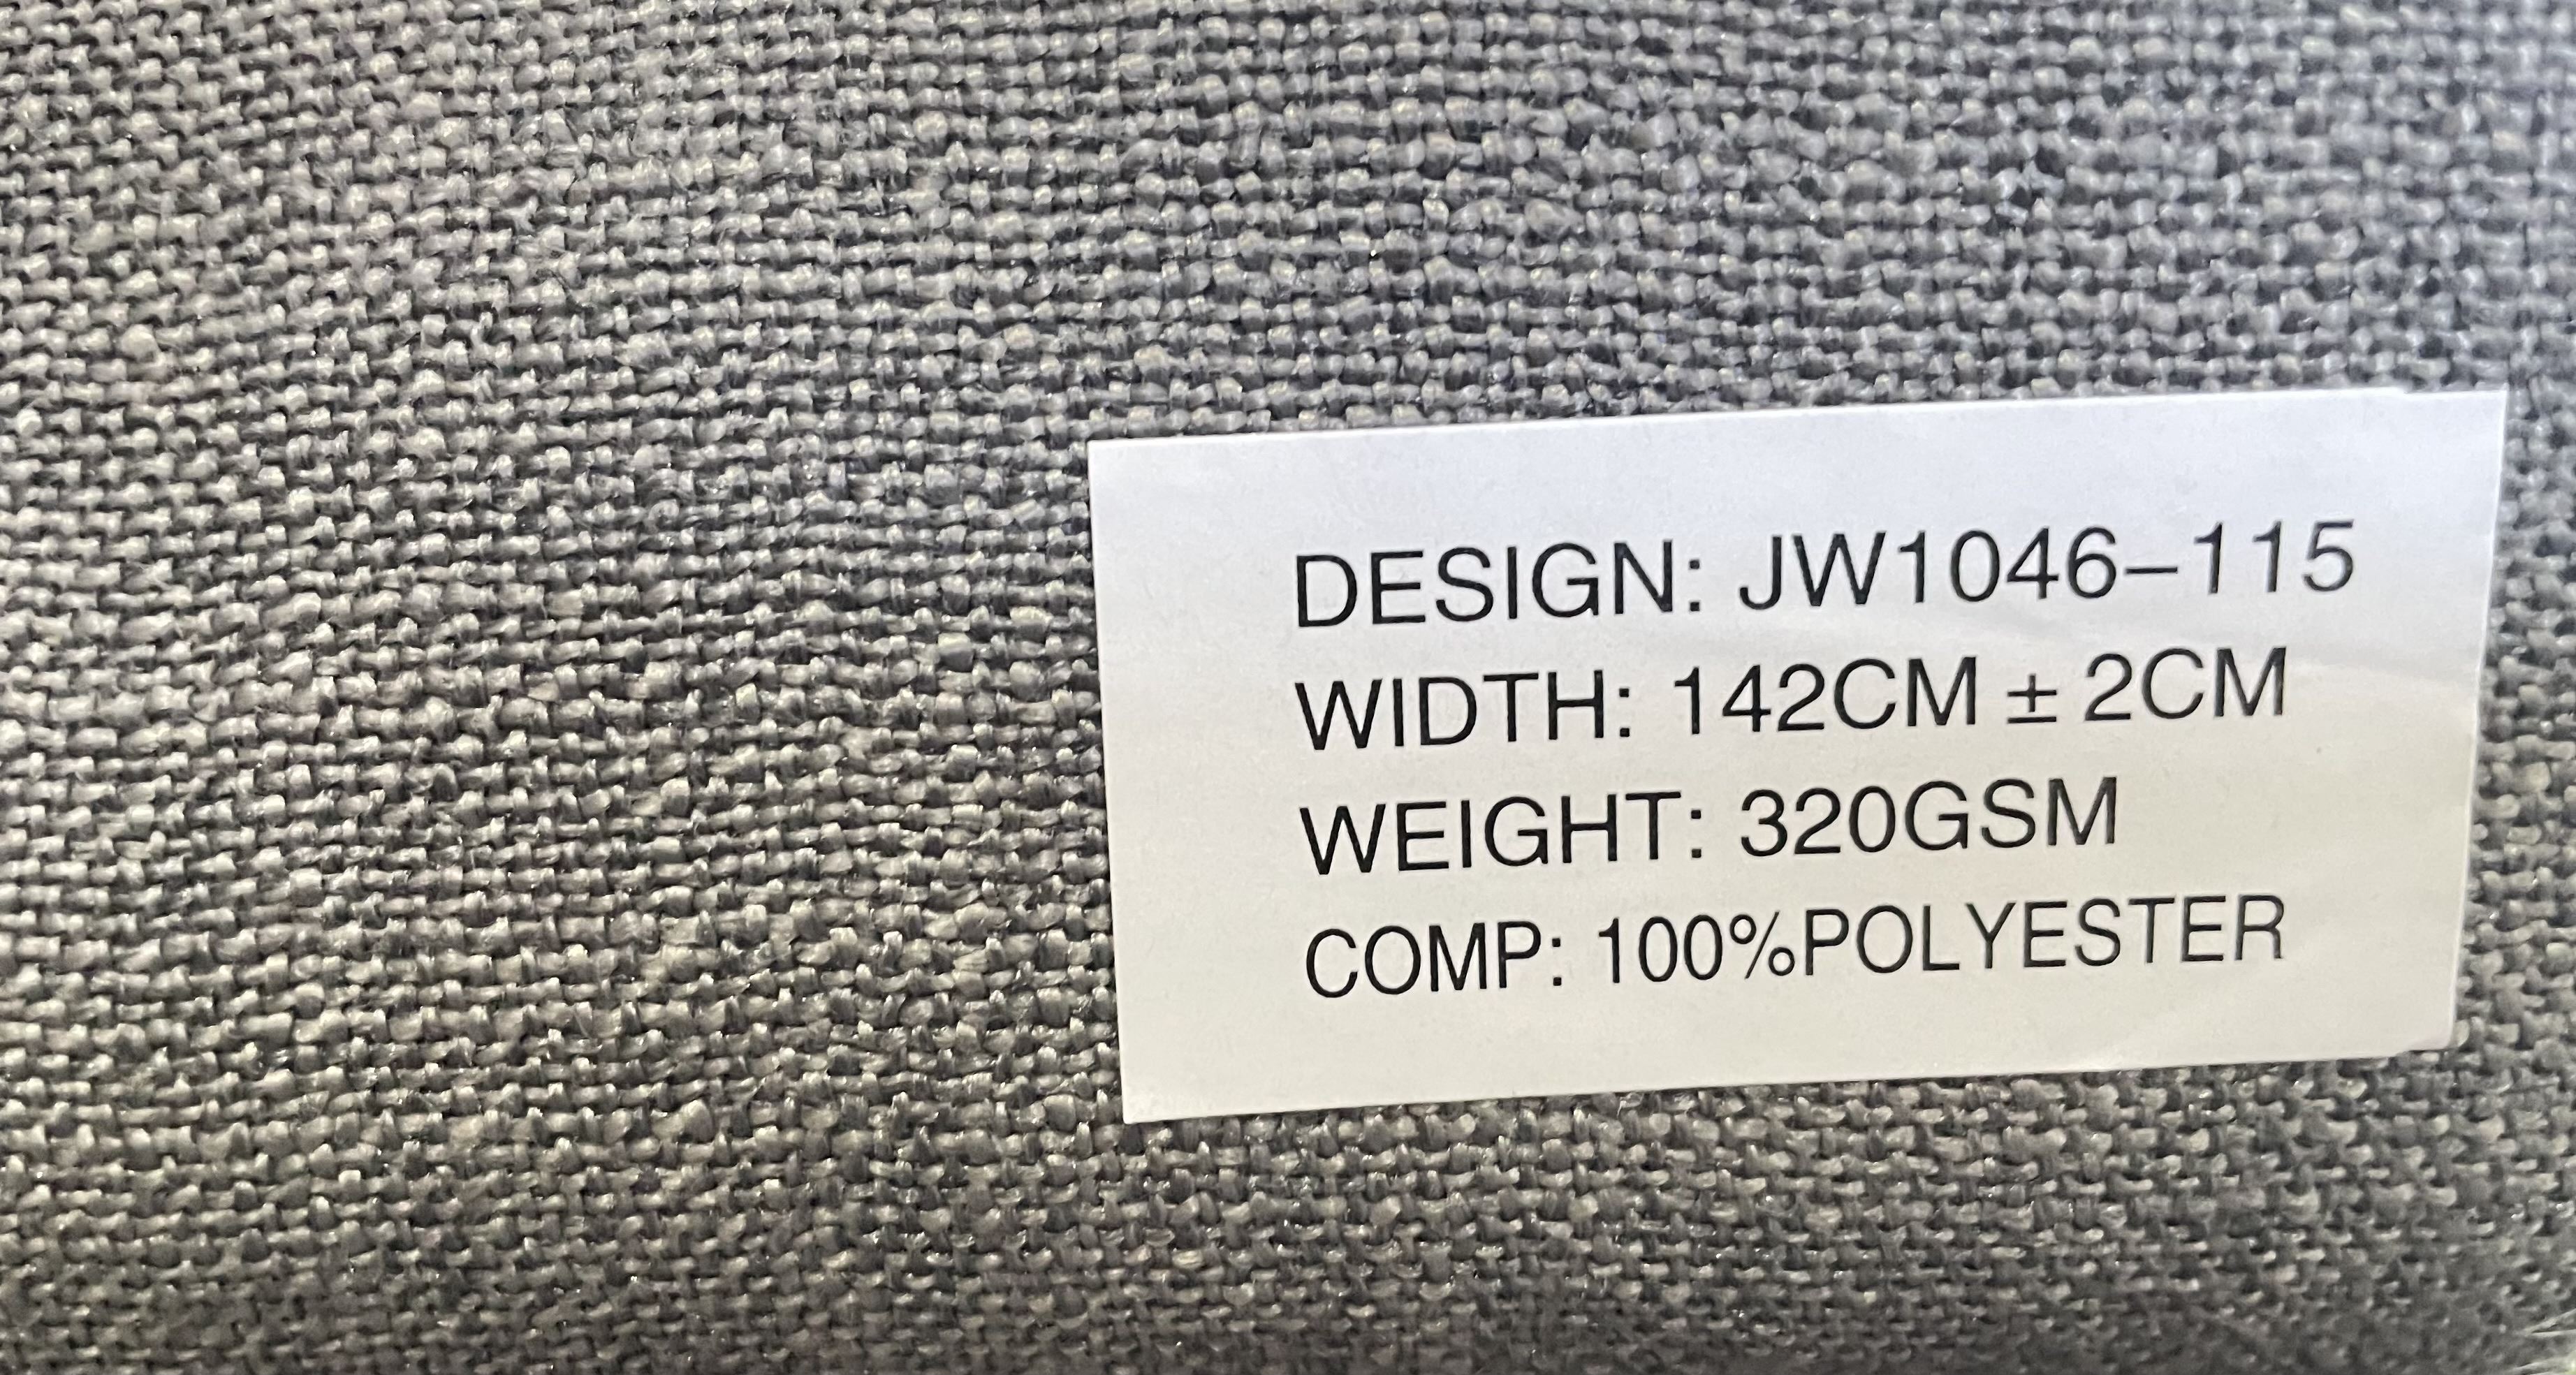 DESIGN: JW1046–115
WIDTH: 142CM ± 2CM
WEIGHT: 320GSM
COMP: 100%POLYESTER